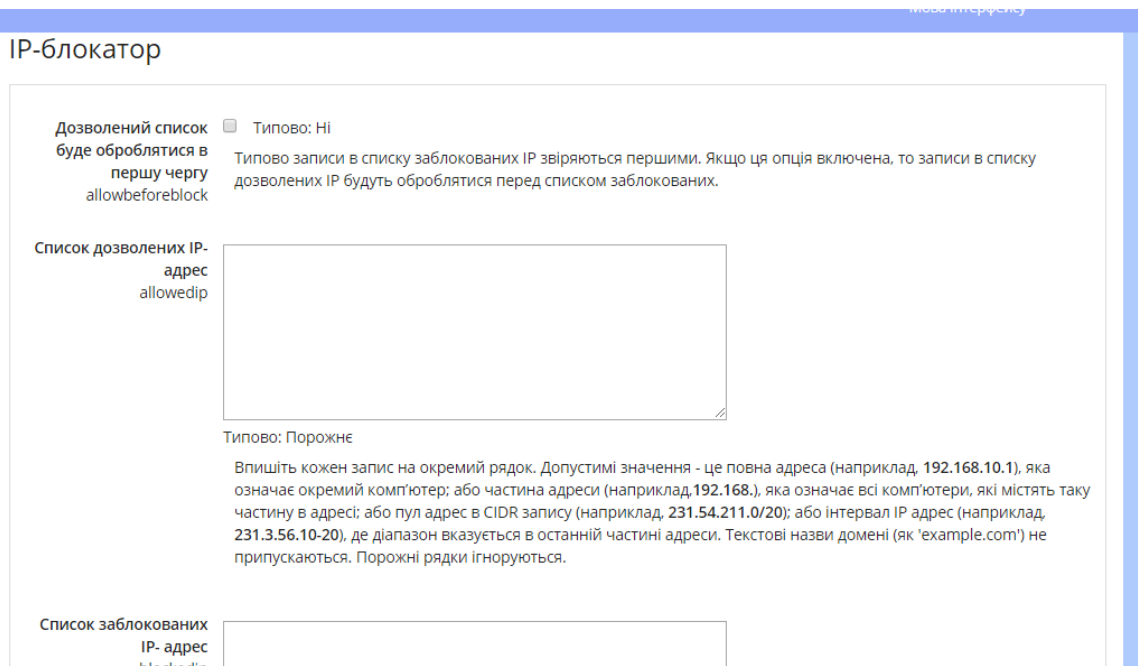 Мова інтерфейсу
IP-блокатор
Дозволений список
буде оброблятися в
першу чергу
allowbeforeblock
Типово: Ні
Типово записи в списку заблокованих IP звіряються першими. Якщо ця опція включена, то записи в списку
дозволених IP будуть оброблятися перед списком заблокованих.
Список дозволених IP-
адрес
allowedip
Типово: Порожнє
Впишіть кожен запис на окремий рядок. Допустимі значення - це повна адреса (наприклад, 192.168.10.1), яка
означає окремий комп'ютер; або частина адреси (наприклад,192.168.), яка означає всі комп'ютери, які містять таку
частину в адресі; або пул адрес в CIDR запису (наприклад, 231.54.211.0/20); або інтервал IP адрес (наприклад,
231.3.56.10-20), де діапазон вказується в останній частині адреси. Текстові назви домені (як 'example.com') не
припускаються. Порожні рядки ігноруються.
Список заблокованих
IP- адрес